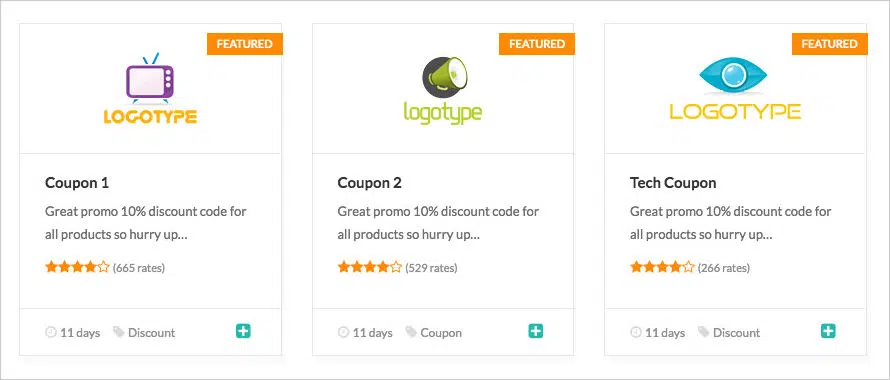 FEATURED
LOGOTYPE
Coupon 1
Great promo 10% discount code for
all products so hurry up...
(665 rates)
11 days Discount
FEATURED
logotype
Coupon 2
Great promo 10% discount code for
all products so hurry up...
(529 rates)
11 days Coupon
FEATURED
LOGOTYPE
Tech Coupon
Great promo 10% discount code for
all products so hurry up...
(266 rates)
11 days Discount